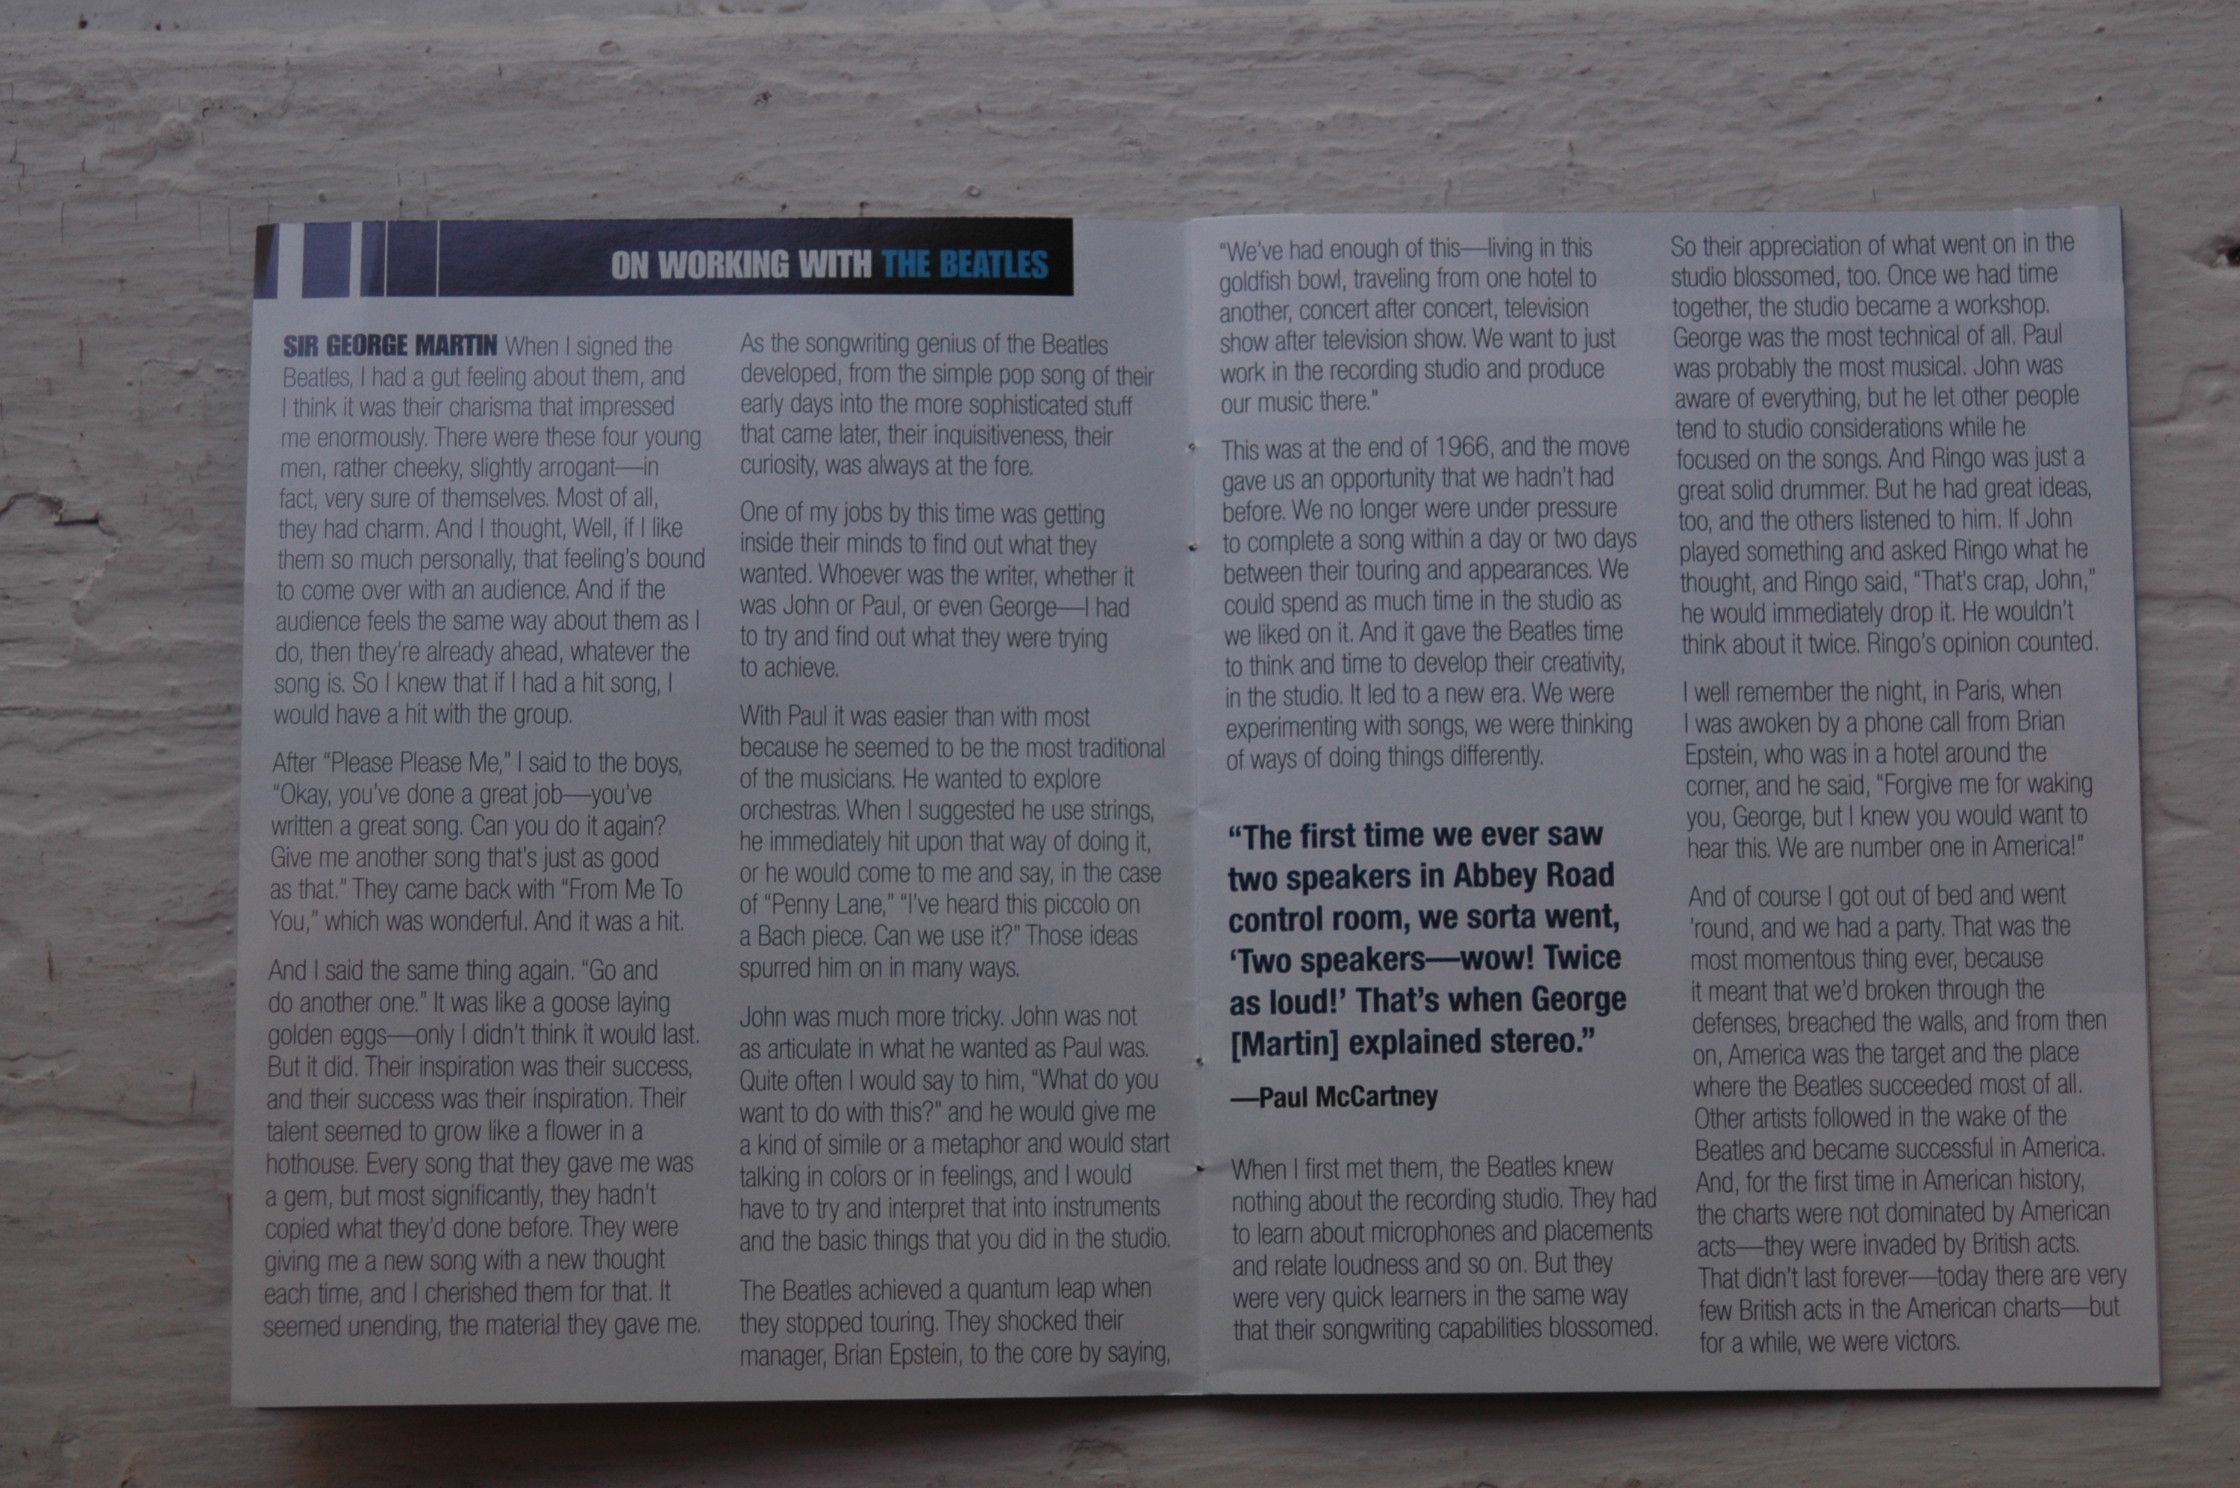 ON WORKING WITH THE BEATLES
SIR GEORGE MARTIN When I signed the
Beatles, I had a gut feeling about them, and
I think it was their charisma that impressed
me enormously. There were these four young
men, rather cheeky, slightly arrogant—in
fact, very sure of themselves. Most of all,
they had charm. And I thought, Well, if I like
them so much personally, that feeling's bound
to come over with an audience. And if the
audience feels the same way about them as I
do, then they're already ahead, whatever the
song is. So I knew that if I had a hit song, I
would have a hit with the group.
After “Please Please Me,” I said to the boys,
“Okay, you've done a great job—you've
written a great song. Can you do it again?
Give me another song that's just as good
as that.” They came back with “From Me To
You,” which was wonderful. And it was a hit.
And I said the same thing again. “Go and
do another one.” It was like a goose laying
golden eggs—only I didn't think it would last.
But it did. Their inspiration was their success,
and their success was their inspiration. Their
talent seemed to grow like a flower in a
hothouse. Every song that they gave me was
a gem, but most significantly, they hadn't
copied what they'd done before. They were
giving me a new song with a new thought
each time, and I cherished them for that. It
seemed unending, the material they gave me.
As the songwriting genius of the Beatles
developed, from the simple pop song of their
early days into the more sophisticated stuff
that came later, their inquisitiveness, their
curiosity, was always at the fore.
One of my jobs by this time was getting
inside their minds to find out what they
wanted. Whoever was the writer, whether it
was John or Paul, or even George—I had
to try and find out what they were trying
to achieve.
With Paul it was easier than with most
because he seemed to be the most traditional
of the musicians. He wanted to explore
orchestras. When I suggested he use strings,
he immediately hit upon that way of doing it,
or he would come to me and say, in the case
of “Penny Lane,” “I've heard this piccolo on
a Bach piece. Can we use it?” Those ideas
spurred him on in many ways.
John was much more tricky. John was not
as articulate in what he wanted as Paul was.
Quite often I would say to him, “What do you
want to do with this?” and he would give me
a kind of simile or a metaphor and would start
talking in colors or in feelings, and I would
have to try and interpret that into instruments
and the basic things that you did in the studio.
The Beatles achieved a quantum leap when
they stopped touring. They shocked their
manager, Brian Epstein, to the core by saying,
"We've had enough of this—living in this
goldfish bowl, traveling from one hotel to
another, concert after concert, television
show after television show. We want to just
work in the recording studio and produce
our music there."
This was at the end of 1966, and the move
gave us an opportunity that we hadn't had
before. We no longer were under pressure
to complete a song within a day or two days
between their touring and appearances. We
could spend as much time in the studio as
we liked on it. And it gave the Beatles time
to think and time to develop their creativity,
in the studio. It led to a new era. We were
experimenting with songs, we were thinking
of ways of doing things differently.
“The first time we ever saw
two speakers in Abbey Road
control room, we sorta went,
‘Two speakers—wow! Twice
as loud!’ That’s when George
[Martin] explained stereo.”
—Paul McCartney
When I first met them, the Beatles knew
nothing about the recording studio. They had
to learn about microphones and placements
and relate loudness and so on. But they
were very quick learners in the same way
that their songwriting capabilities blossomed.
So their appreciation of what went on in the
studio blossomed, too. Once we had time
together, the studio became a workshop.
George was the most technical of all. Paul
was probably the most musical. John was
aware of everything, but he let other people
tend to studio considerations while he
focused on the songs. And Ringo was just a
great solid drummer. But he had great ideas,
too, and the others listened to him. If John
played something and asked Ringo what he
thought, and Ringo said, “That's crap, John,”
he would immediately drop it. He wouldn't
think about it twice. Ringo's opinion counted.
I well remember the night, in Paris, when
I was awoken by a phone call from Brian
Epstein, who was in a hotel around the
corner, and he said, “Forgive me for waking
you, George, but I knew you would want to
hear this. We are number one in America!”
And of course I got out of bed and went
'round, and we had a party. That was the
most momentous thing ever, because
it meant that we'd broken through the
defenses, breached the walls, and from then
on, America was the target and the place
where the Beatles succeeded most of all.
Other artists followed in the wake of the
Beatles and became successful in America.
And, for the first time in American history,
the charts were not dominated by American
acts—they were invaded by British acts.
That didn't last forever—today there are very
few British acts in the American charts—but
for a while, we were victors.